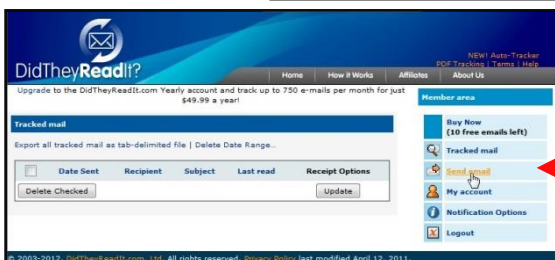 NEW! Auto-Tracker
PDF Tracking | Terms | Help
DidTheyReadIt?
Home How it Works Affiliates About Us
Upgrade to the DidTheyReadIt.com Yearly account and track up to 750 e-mails per month for just
$49.99 a year!
Member area
Tracked mail
Export all tracked mail as tab-delimited file | Delete Date Range...
Date Sent Recipient Subject Last read Receipt Options
Delete Checked Update
Buy Now
(10 free emails left)
Tracked mail
Send email
My account
Notification Options
Logout
© 2003-2012, DidTheyReadIt.com, Ltd. All rights reserved. Privacy Policy last modified April 12, 2011.